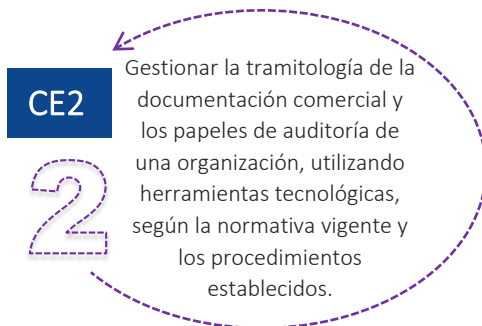 CE2
2
Gestionar la tramitología de la
documentación comercial y
los papeles de auditoría de
una organización, utilizando
herramientas tecnológicas,
según la normativa vigente y
los procedimientos
establecidos.